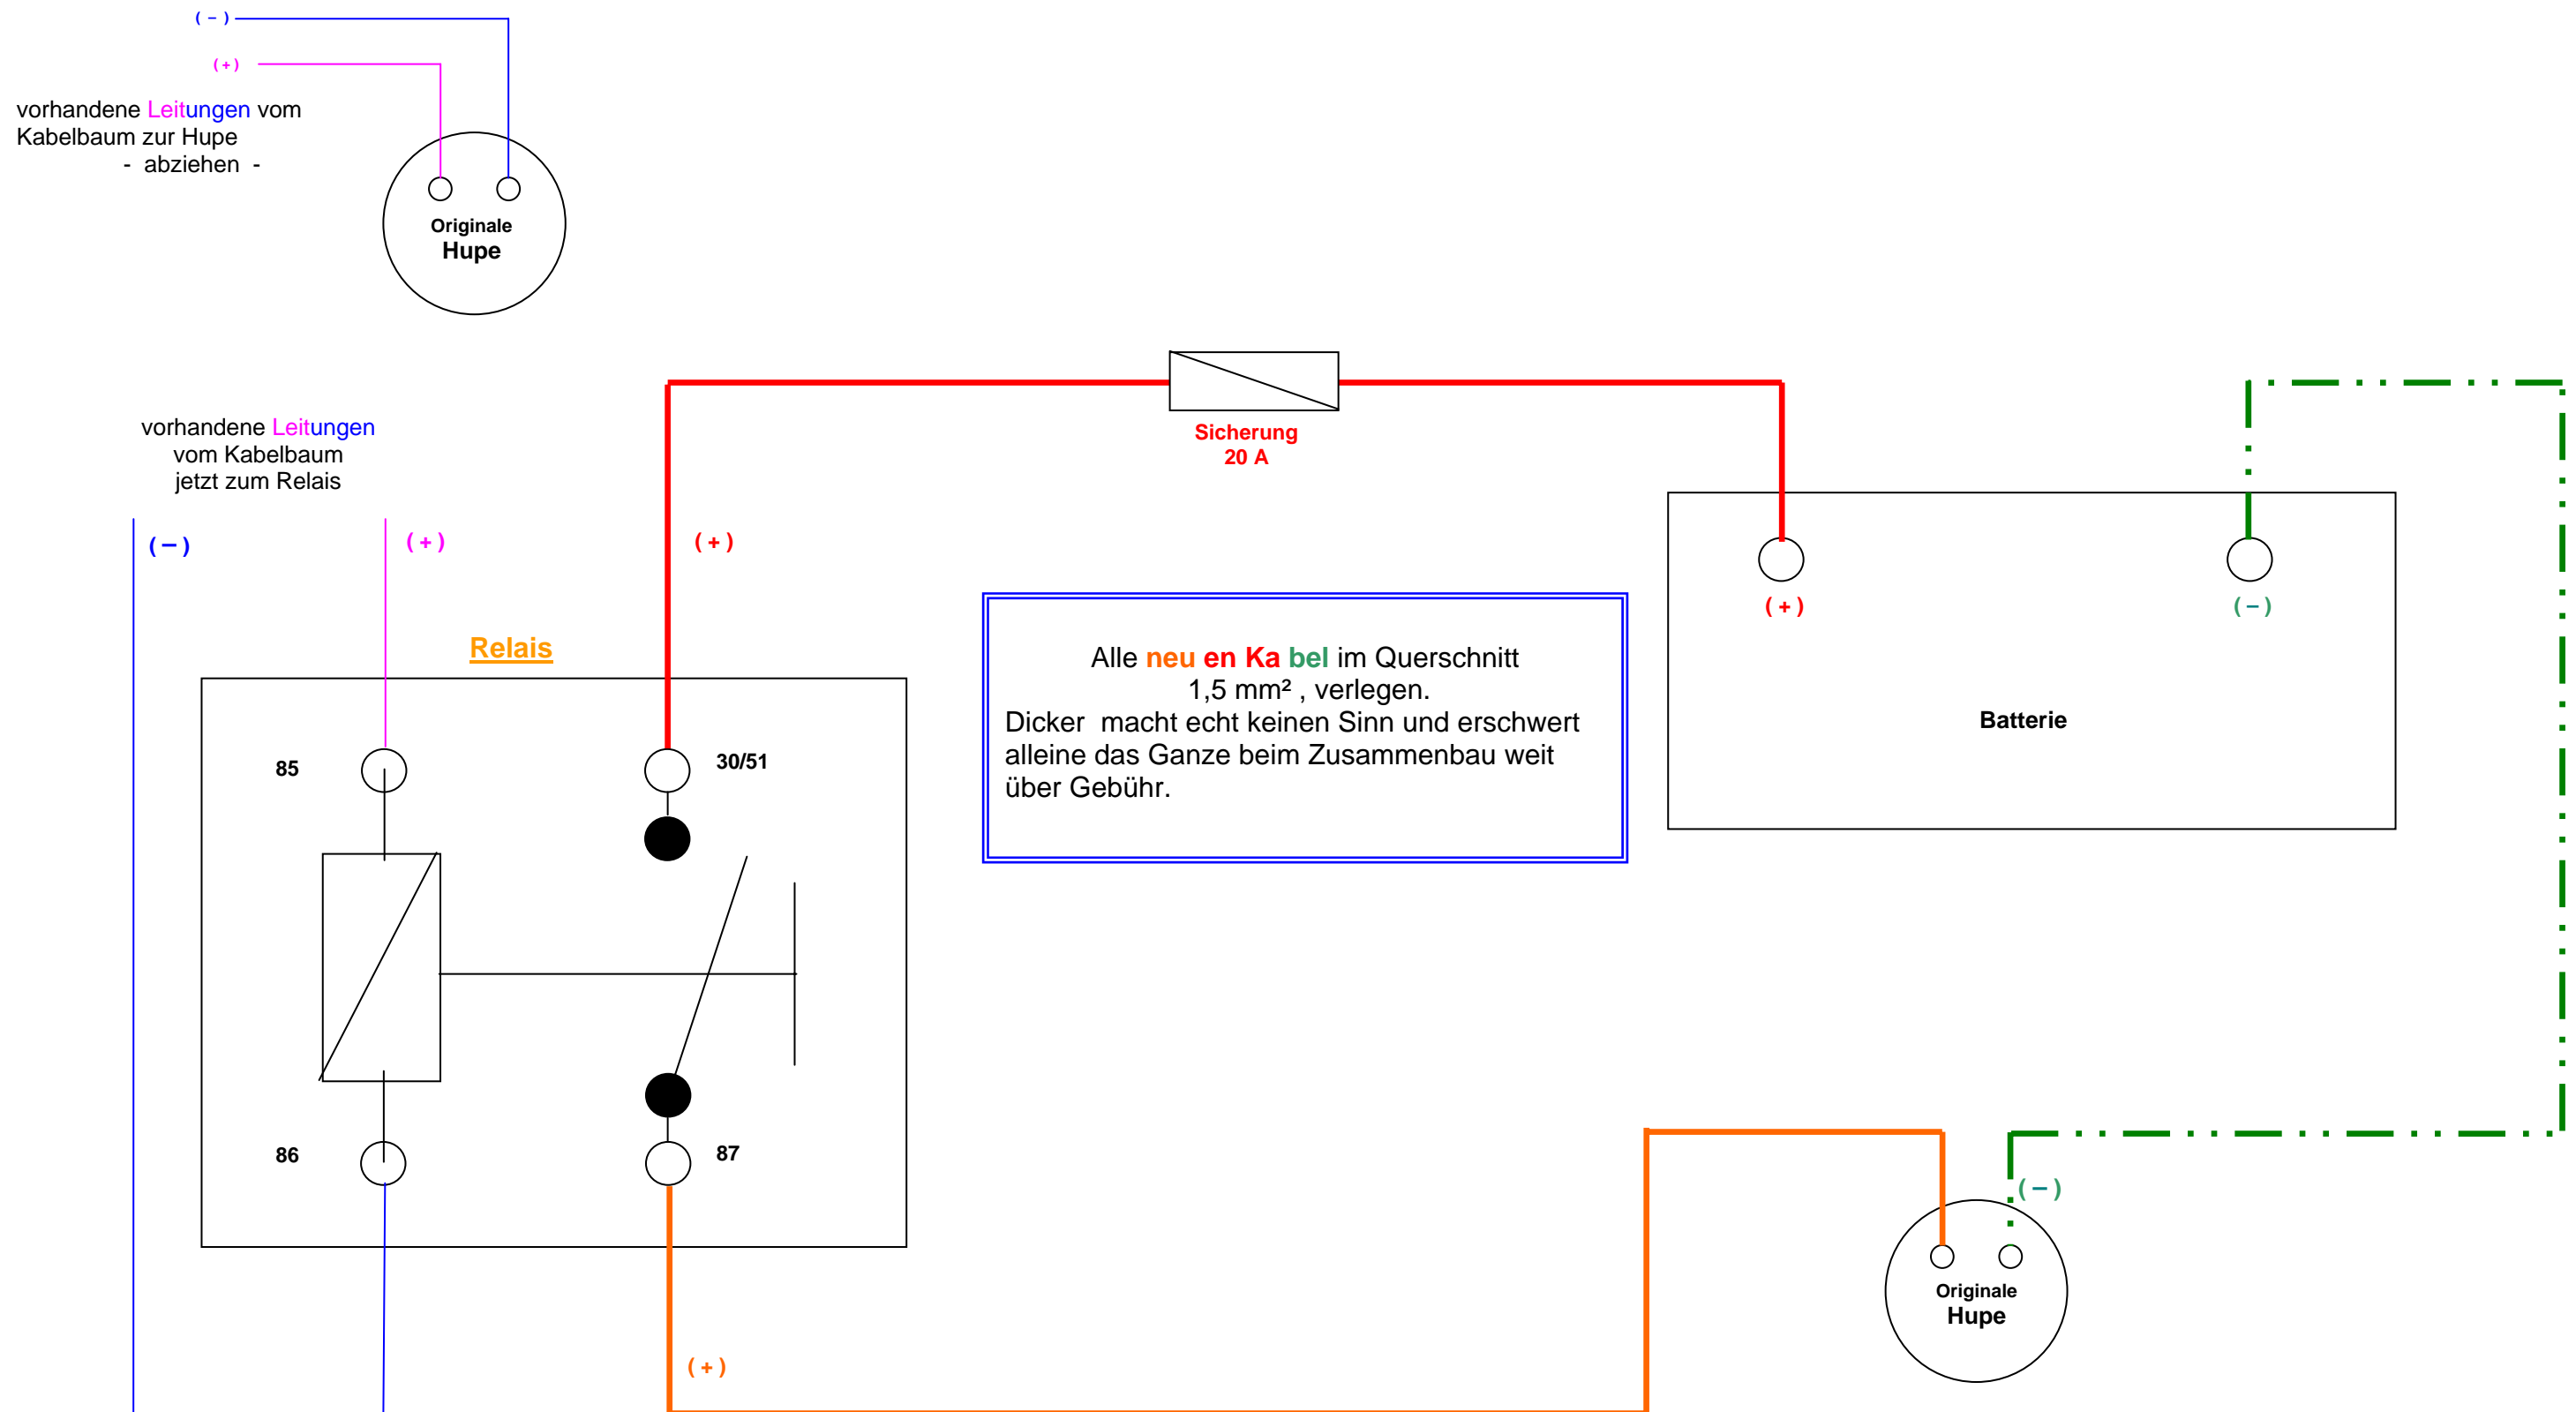 ( – )
(+)
vorhandene Leitungen vom
Kabelbaum zur Hupe
- abziehen -
Originale
Hupe
Sicherung
20 A
vorhandene Leitungen
vom Kabelbaum
jetzt zum Relais
( – )
( + )
( + )
( + )
( – )
Relais
Alle neu en Ka bel im Querschnitt
1,5 mm² , verlegen.
Dicker macht echt keinen Sinn und erschwert
alleine das Ganze beim Zusammenbau weit
über Gebühr.
Batterie
85
30/51
86
87
( – )
Originale
Hupe
( + )